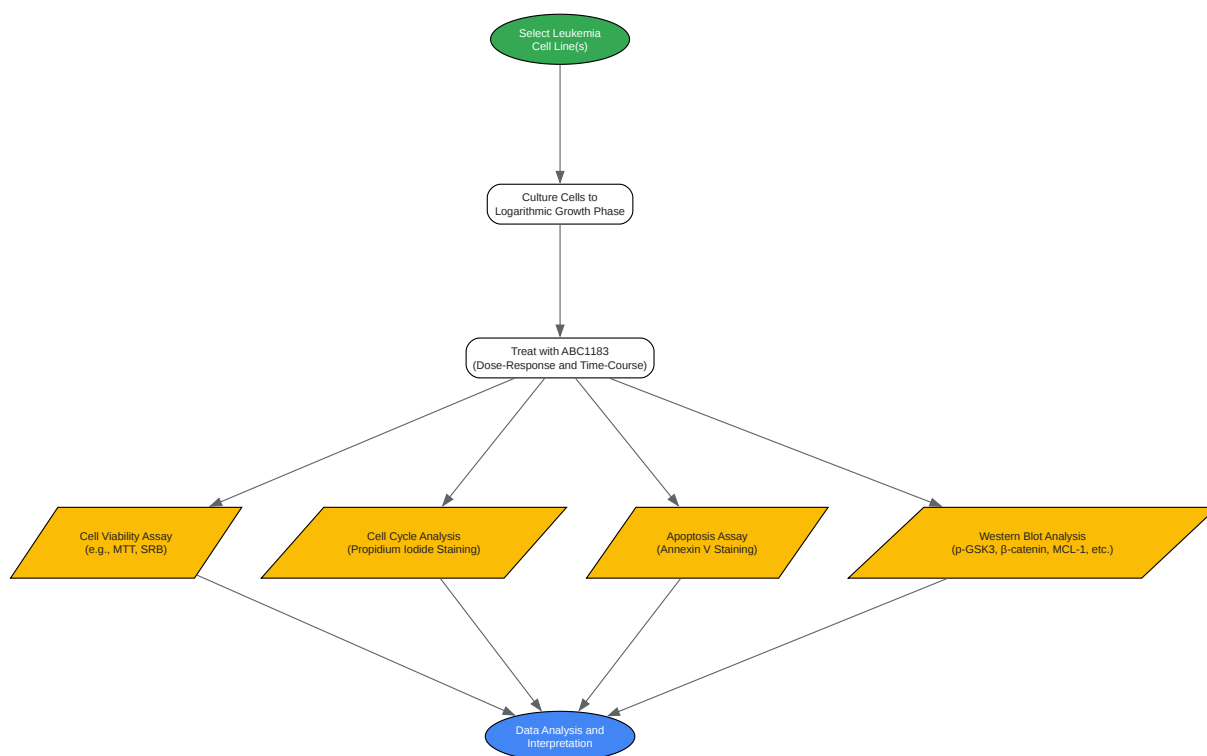 Select Leukemia
Cell Line(s)
Culture Cells to
Logarithmic Growth Phase
Treat with ABC1183
(Dose-Response and Time-Course)
Cell Viability Assay
(e.g., MTT, SRB)
Cell Cycle Analysis
(Propidium Iodide Staining)
Apoptosis Assay
(Annexin V Staining)
Western Blot Analysis
(p-GSK3, β-catenin, MCL-1, etc.)
Data Analysis and
Interpretation